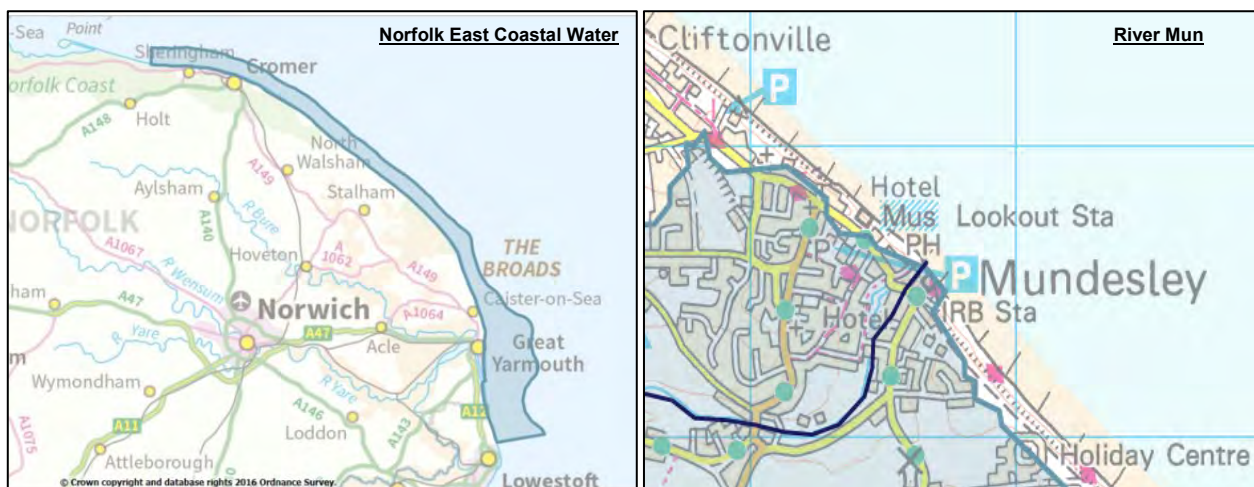 Norfolk East Coastal Water
-Sea
Point
Sheringham
Cromer
orfolk Coast
Holt
A148
North
Walsham
A149
Aylsham
Stalham
NORFOLK
R Bure
A140
A1067
Hoveton
A
1062
A149
THE
BROADS
R Wensum
ham
A47
Norwich
Caister-on-Sea
A1064
A47
Acle
Great
Yarmouth
R Yare
m
Wymondham
R Yare
A12
A146
A143
A11
Loddon
A1075
Attleborough
Lowestoft
© Crown copyright and database rights 2016 Ordnance Survey.
River Mun
Cliftonville
P
Hotel
Mus
Lookout Sta
PH
P
P
Mundesley
Hotel
IRB Sta
Holiday Centre